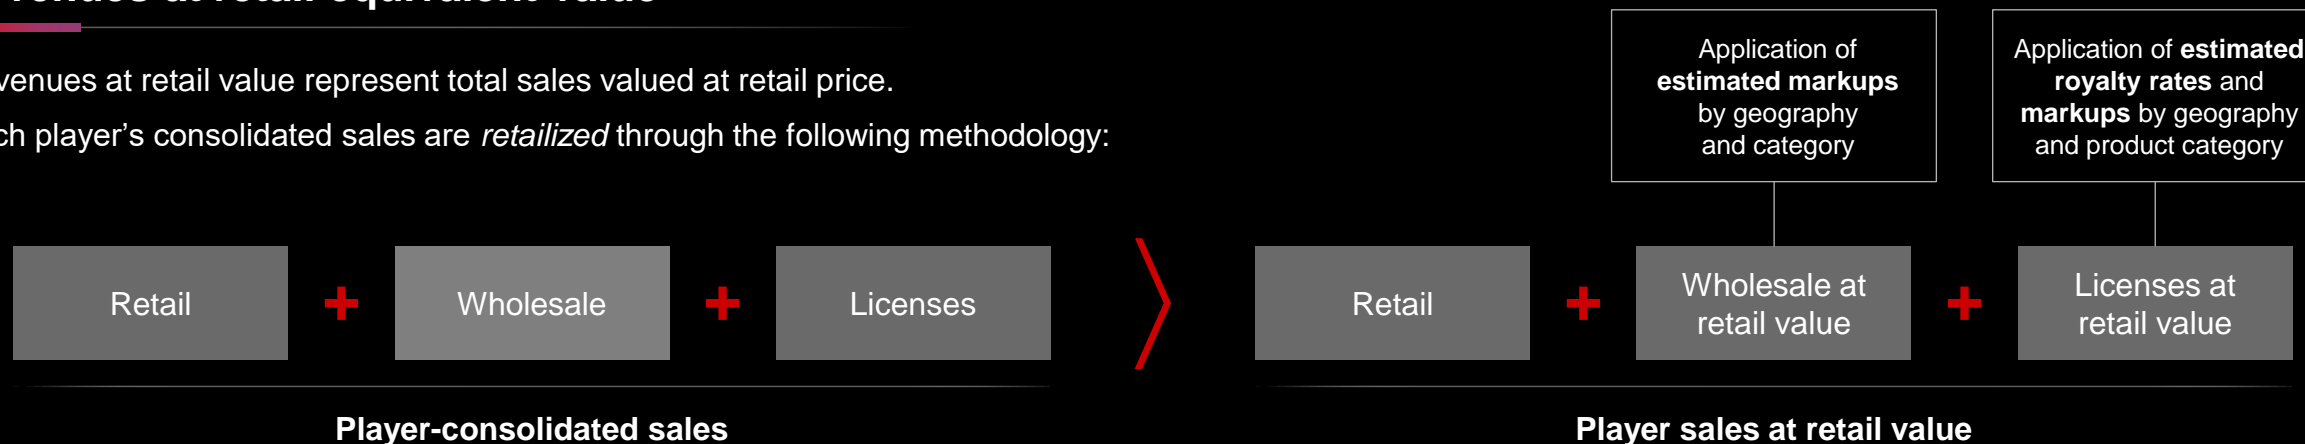 venues at retail value represent total sales valued at retail price.
ch player's consolidated sales are retailized through the following methodology:
Application of
estimated markups
by geography
and category
Application of estimated
royalty rates and
markups by geography
and product category
Retail
+
Wholesale
+
Licenses
Retail
+
Wholesale at
retail value
+
Licenses at
retail value
Player-consolidated sales
Player sales at retail value